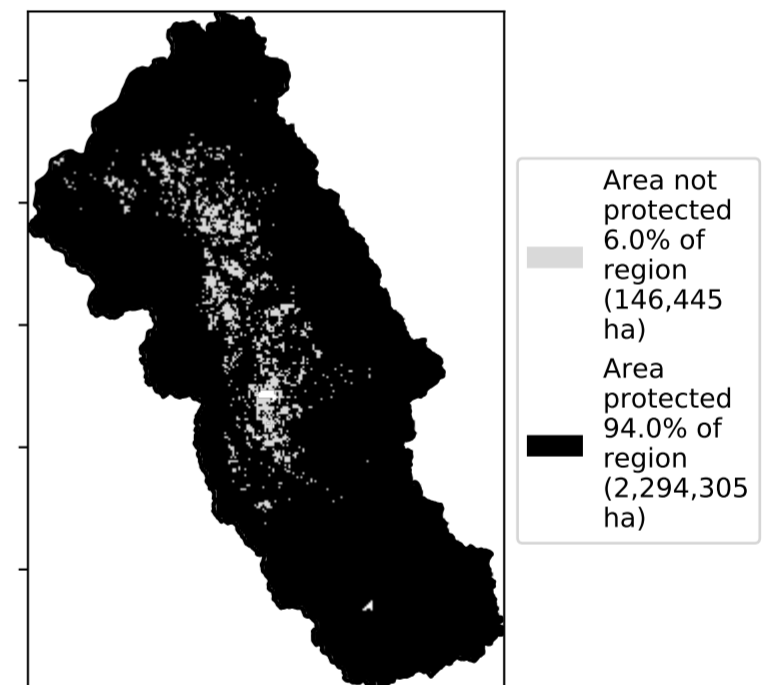 Area not
protected
6.0% of
region
(146,445
ha)
Area
protected
94.0% of
region
(2,294,305
ha)